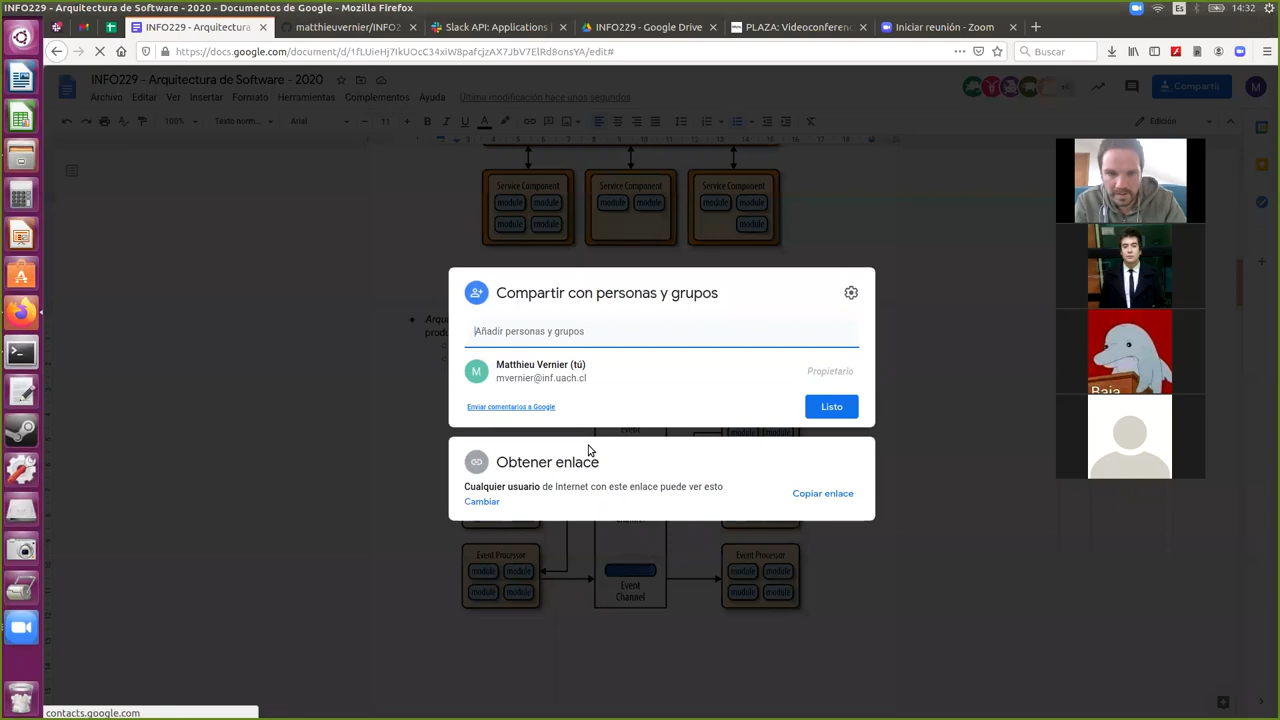 INFO229 - Arquitectura de Software - 2020 - Documentos de Google - Mozilla Firefox
Es
14:32
INFO229 - Arquitectura
matthieuvernier/INFO2
Slack API: Applications
INFO229 - Google Drive
PLAZA: Videoconferenc
Iniciar reunión - Zoom
https://docs.google.com/document/d/1fLUieHj7IkUOcC34xiW8pafcjzAX7JbV7ElRd8onsYA/edit#
Buscar
INFO229 - Arquitectura de Software - 2020
Archivo Editar Ver Insertar Formato Herramientas Complementos Ayuda
Última modificación hace unos segundos
Compartir
M
100%
Texto norm...
Arial
11
Edición
Service Component
Service Component
Service Component
module module
module module
module module
module module
module
Compartir con personas y grupos
Añadir personas y grupos
M
Matthieu Vernier (tú)
mvernier@inf.uach.cl
Propietario
Enviar comentarios a Google
Listo
Obtener enlace
Cualquier usuario de Internet con este enlace puede ver esto
Cambiar
Copiar enlace
Event Processor
module module
module module
Event
Channel
Event Processor
module module
module module
Baja
contacts.google.com